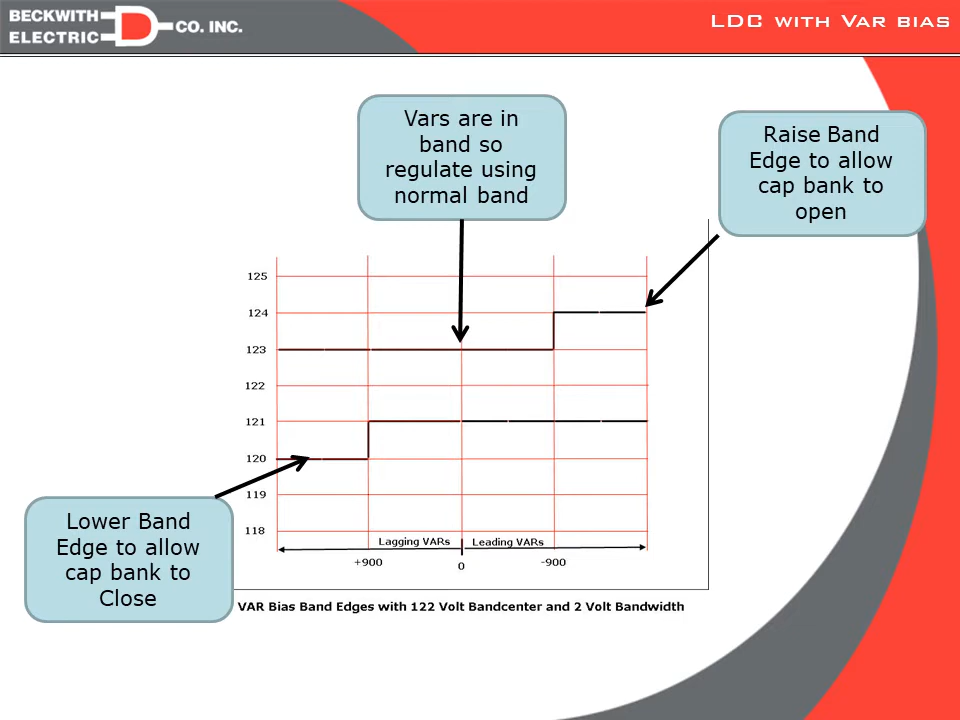 BECKWITH
ELECTRIC
CO. INC.
LDC with Var bias
Vars are in
band so
regulate using
normal band
Raise Band
Edge to allow
cap bank to
open
125
124
123
122
121
120
119
118
Lagging VARs
Leading VARs
+900
0
-900
Lower Band
Edge to allow
cap bank to
Close
VAR Bias Band Edges with 122 Volt Bandcenter and 2 Volt Bandwidth